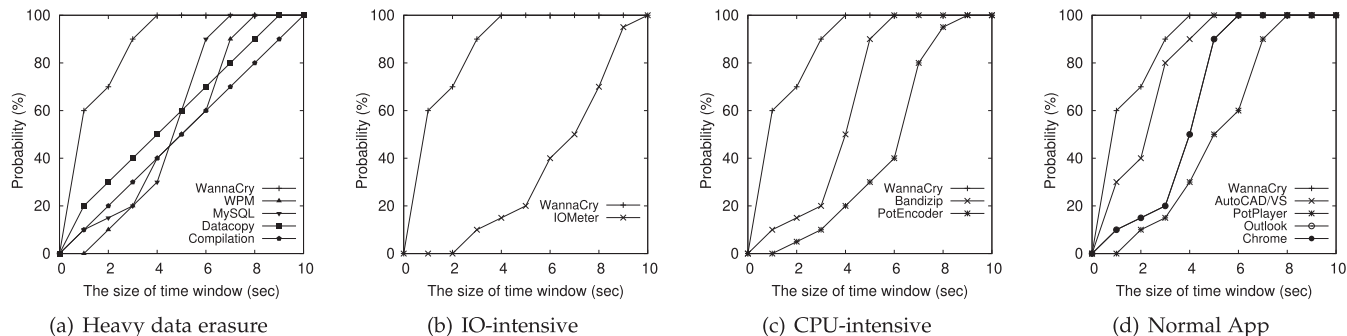 100
80
60
40
20
0
Probability (%)
WannaCry
WPM
MySQL
Datacopy
Compilation
0 2 4 6 8 10
The size of time window (sec)
(a) Heavy data erasure
100
80
60
40
20
0
Probability (%)
WannaCry
IOMeter
0 2 4 6 8 10
The size of time window (sec)
(b) IO-intensive
100
80
60
40
20
0
Probability (%)
WannaCry
Bandizip
PotEncoder
0 2 4 6 8 10
The size of time window (sec)
(c) CPU-intensive
100
80
60
40
20
0
Probability (%)
WannaCry
AutoCAD/VS
PotPlayer
Outlook
Chrome
0 2 4 6 8 10
The size of time window (sec)
(d) Normal App